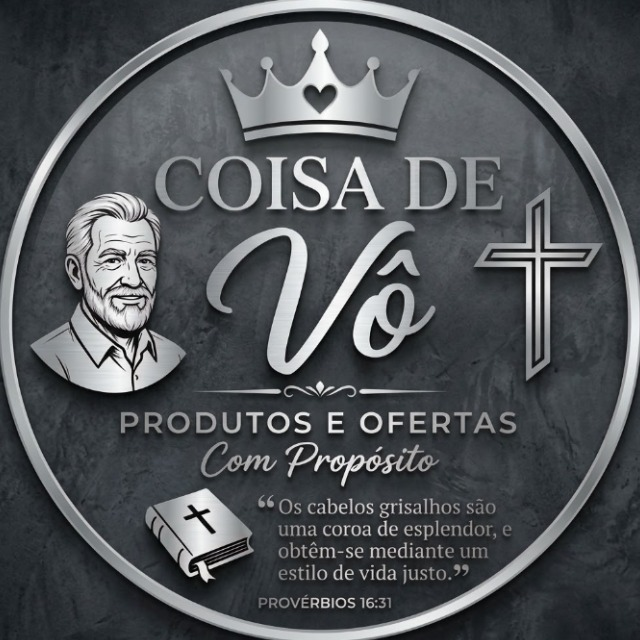 COISA DE
Vô
PRODUTOS E OFERTAS
Com Propósito
“Os cabelos grisalhos são
uma coroa de esplendor, e
obtêm-se mediante um
estilo de vida justo.”
PROVÉRBIOS 16:31